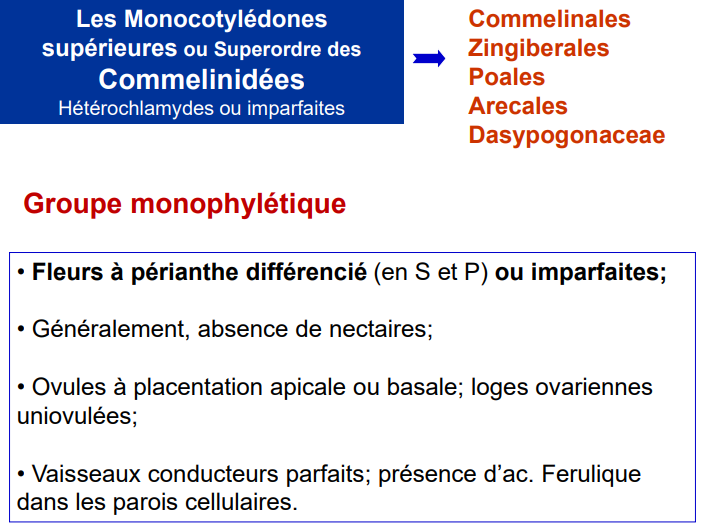 Les Monocotylédones
supérieures ou Superordre des
Commelinidées
Hétérochlamydes ou imparfaites
Commelinales
Zingiberales
Poales
Arecales
Dasypogonaceae
Groupe monophylétique
• Fleurs à périanthe différencié (en S et P) ou imparfaites;
• Généralement, absence de nectaires;
• Ovules à placentation apicale ou basale; loges ovariennes
uniovulées;
• Vaisseaux conducteurs parfaits; présence d’ac. Ferulique
dans les parois cellulaires.